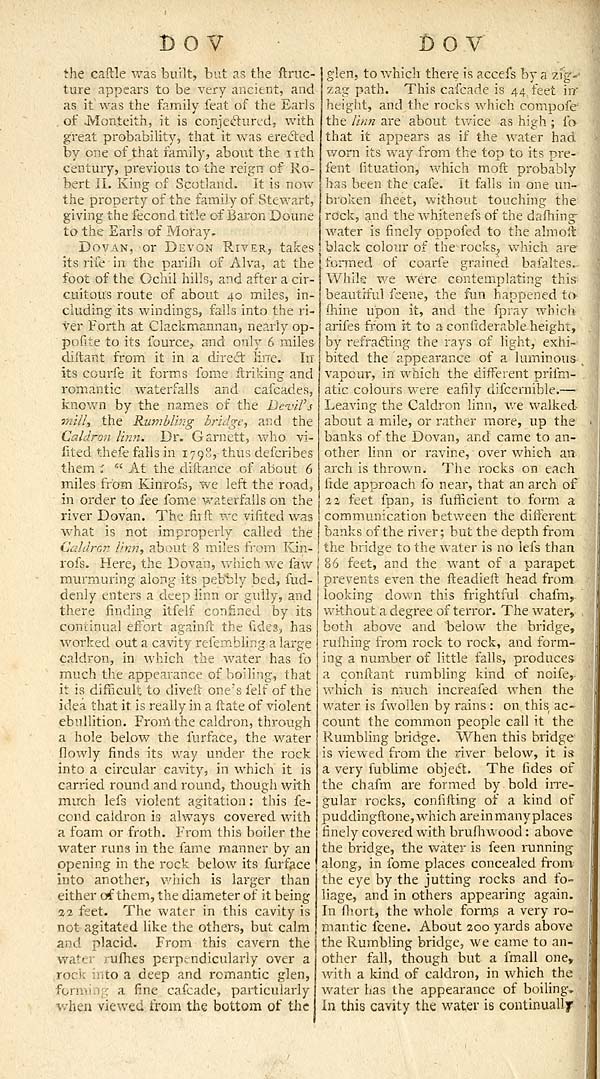 DOV
DOV
the caſtle was built, but as the ſtruc-
ture appears to be very ancient, and
as it was the family ſeat of the Earls
of Monteith, it is conjectured, with
great probability, that it was erected
by one of that family, about the 11th
century, previous to the reign of Ro-
bert II. King of Scotland. It is now
the property of the family of Stewart,
giving the ſecond title of Baron Doune
to the Earls of Moray.
DOVAN, or DEVON RIVER, takes
its riſe in the pariſh of Alva, at the
foot of the Ochil hills, and after a cir-
cuitous route of about 40 miles, in-
cluding its windings, falls into the ri-
ver Forth at Clackmannan, nearly op-
poſite to its ſource, and only 6 miles
diſtant from it in a direct line. In
its courſe it forms ſome ſtriking and
romantic waterfalls and caſcades,
known by the names of the Devil's
mill, the Rumbling bridge, and the
Caldron linn. Dr. Garnett, who vi-
ſited theſe falls in 1798, thus deſcribes
them: “ At the diſtance of about 6
miles from Kinroſs, we left the road,
in order to ſee ſome waterfalls on the
river Dovan. The firſt we viſited was
what is not improperly called the
Caldron linn, about 8 miles from Kin-
roſs. Here, the Dovan, which we ſaw
murmuring along its pebbly bed, ſud-
denly enters a deep linn or gully, and
there finding itſelf confined by its
continual effort againſt the ſides, has
worked out a cavity reſembling a large
caldron, in which the water has ſo
much the appearance of boiling, that
it is difficult to diveſt one's ſelf of the
idea that it is really in a ſtate of violent
ebullition. From the caldron, through
a hole below the ſurface, the water
ſlowly finds its way under the rock
into a circular cavity, in which it is
carried round and round, though with
much leſs violent agitation: this ſe-
cond caldron is always covered with
a foam or froth. From this boiler the
water runs in the ſame manner by an
opening in the rock below its ſurface
into another, which is larger than
either of them, the diameter of it being
22 feet. The water in this cavity is
not agitated like the others, but calm
and placid. From this cavern the
water ruſhes perpendicularly over a
rock into a deep and romantic glen,
forming a fine caſcade, particularly
when viewed from the bottom of the
glen, to which there is acceſs by a zig-
zag path. This caſcade is 44 feet in
height, and the rocks which compoſe
the linn are about twice as high; ſo
that it appears as if the water had
worn its way from the top to its pre-
ſent ſituation, which moſt probably
has been the caſe. It falls in one un-
broken ſheet, without touching the
rock, and the whiteneſs of the daſhing
water is finely oppoſed to the almoſt
black colour of the rocks, which are
formed of coarſe grained baſaltes.
While we were contemplating this
beautiful ſcene, the ſun happened to
ſhine upon it, and the ſpray which
ariſes from it to a conſiderable height,
by refracting the rays of light, exhi-
bited the appearance of a luminous
vapour, in which the different priſm-
atic colours were eaſily diſcernible.—
Leaving the Caldron linn, we walked
about a mile, or rather more, up the
banks of the Dovan, and came to an-
other linn or ravine, over which an
arch is thrown. The rocks on each
ſide approach ſo near, that an arch of
22 feet ſpan, is ſufficient to form a
communication between the different
banks of the river; but the depth from
the bridge to the water is no leſs than
86 feet, and the want of a parapet
prevents even the ſteadieſt head from
looking down this frightful chaſm,
without a degree of terror. The water,
both above and below the bridge,
ruſhing from rock to rock, and form-
ing a number of little falls, produces
a conſtant rumbling kind of noiſe,
which is much increaſed when the
water is ſwollen by rains: on this ac-
count the common people call it the
Rumbling bridge. When this bridge
is viewed from the river below, it is
a very ſublime object. The ſides of
the chaſm are formed by bold irre-
gular rocks, conſiſting of a kind of
puddingſtone, which are in many places
finely covered with bruſhwood: above
the bridge, the water is ſeen running
along, in ſome places concealed from
the eye by the jutting rocks and fo-
liage, and in others appearing again.
In ſhort, the whole forms a very ro-
mantic ſcene. About 200 yards above
the Rumbling bridge, we came to an-
other fall, though but a ſmall one,
with a kind of caldron, in which the
water has the appearance of boiling.
In this cavity the water is continually